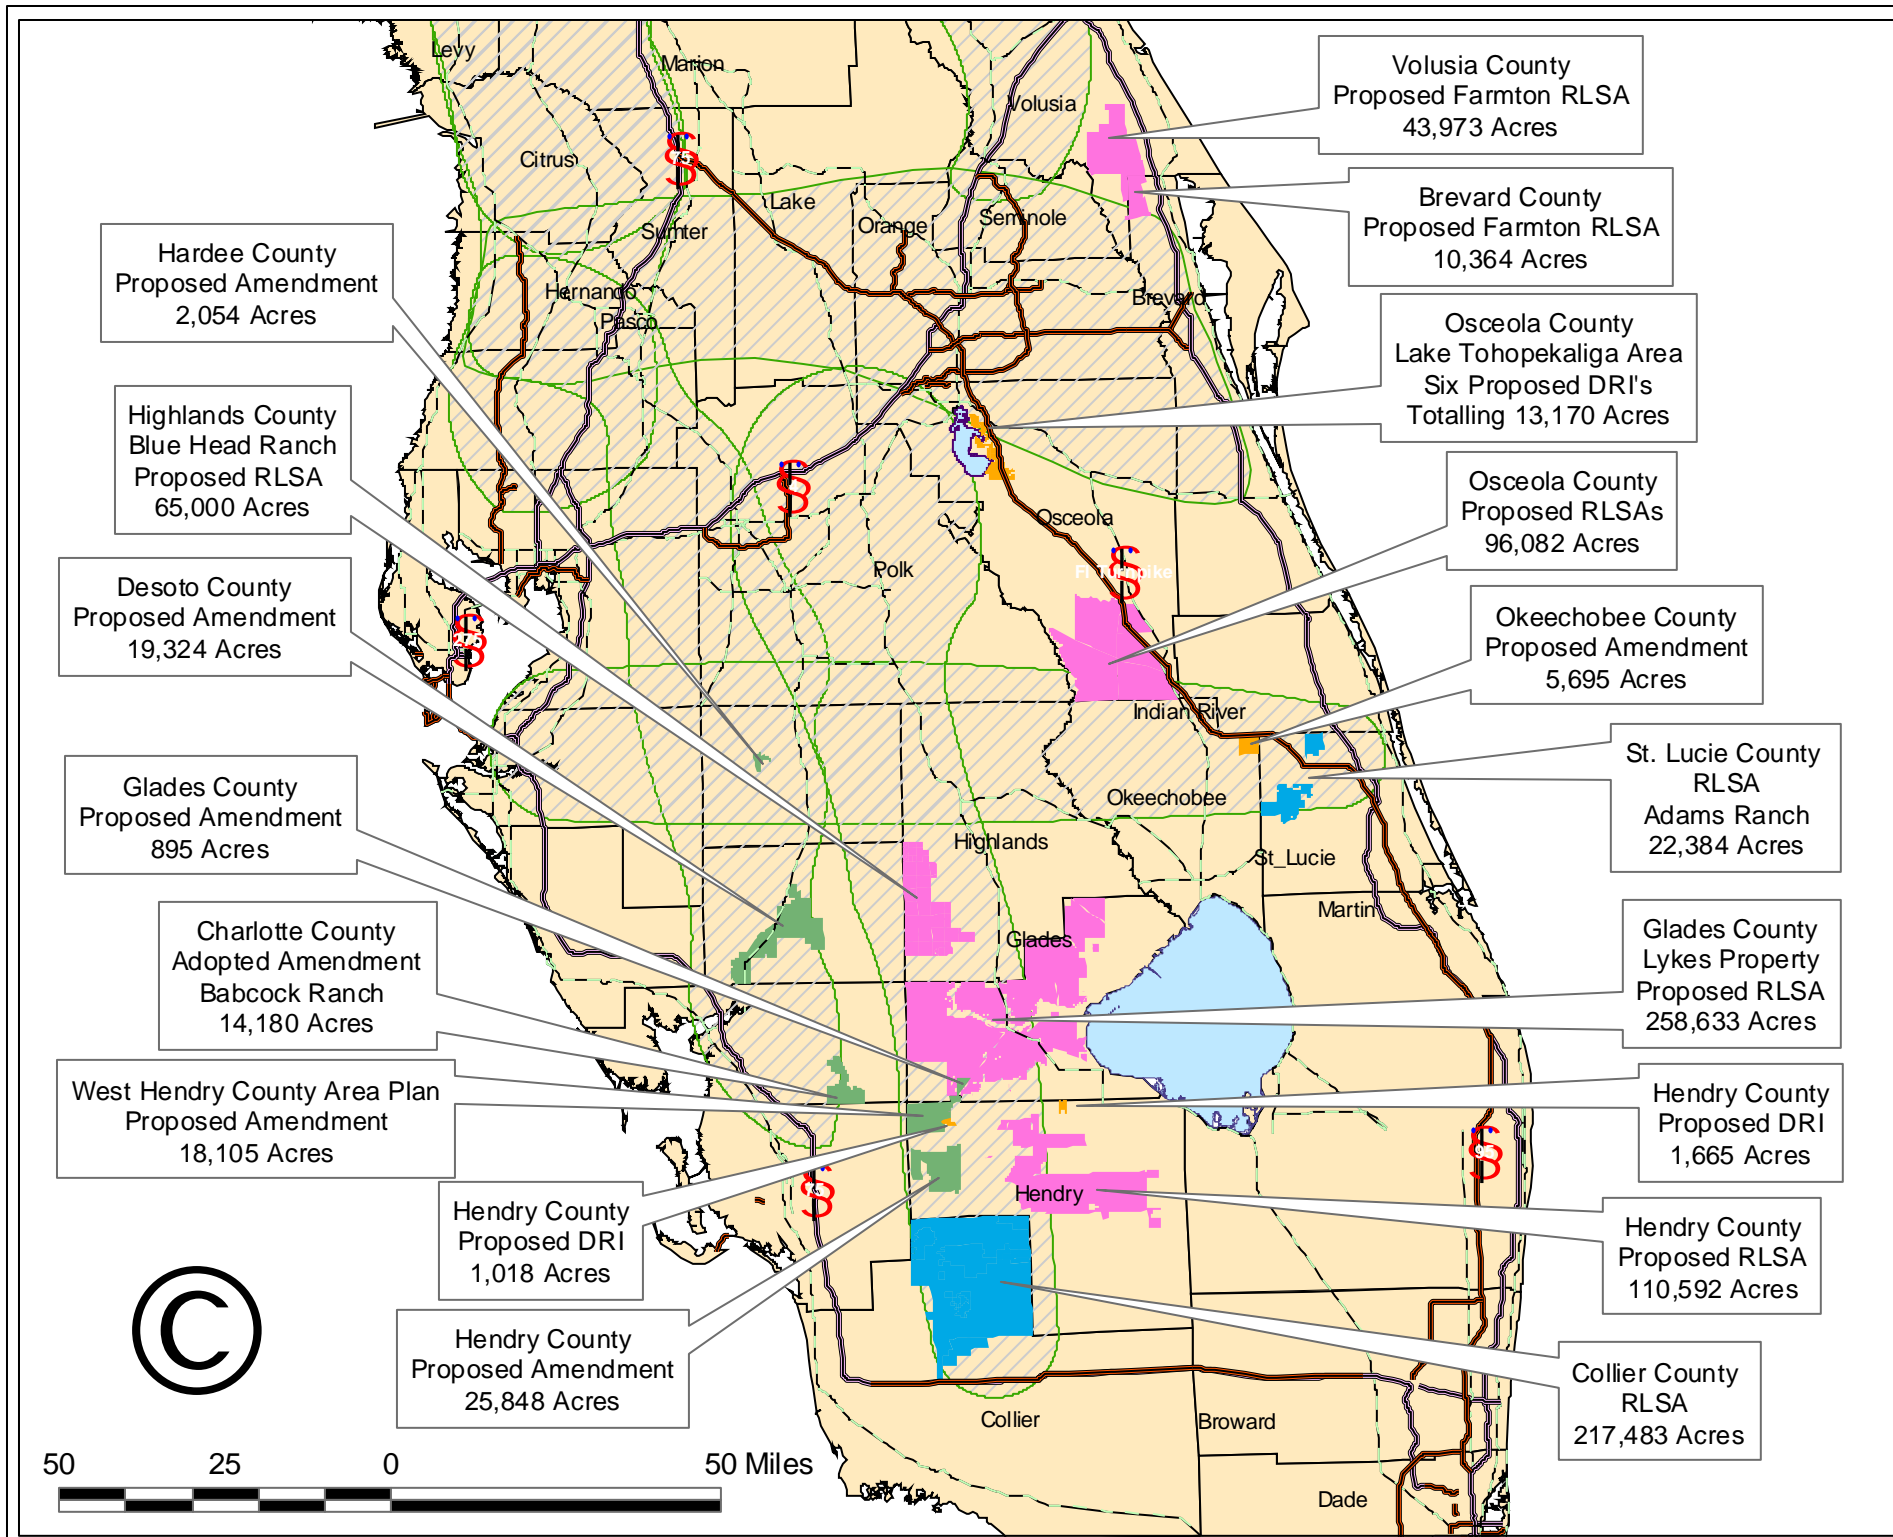 Levy
Marion
Volusia
Citrus
Lake
Orange
Seminole
Sumter
Hernando
Pasco
Brevard
Polk
Osceola
Fl Turnpike
Indian River
Okeechobee
Highlands
St_Lucie
Martin
Glades
Hendry
Collier
Broward
Dade
Volusia County
Proposed Farmton RLSA
43,973 Acres
Brevard County
Proposed Farmton RLSA
10,364 Acres
Osceola County
Lake Tohopekaliga Area
Six Proposed DRI's
Totalling 13,170 Acres
Osceola County
Proposed RLSAs
96,082 Acres
Okeechobee County
Proposed Amendment
5,695 Acres
St. Lucie County
RLSA
Adams Ranch
22,384 Acres
Glades County
Lykes Property
Proposed RLSA
258,633 Acres
Hendry County
Proposed DRI
1,665 Acres
Hendry County
Proposed RLSA
110,592 Acres
Collier County
RLSA
217,483 Acres
Hardee County
Proposed Amendment
2,054 Acres
Highlands County
Blue Head Ranch
Proposed RLSA
65,000 Acres
Desoto County
Proposed Amendment
19,324 Acres
Glades County
Proposed Amendment
895 Acres
Charlotte County
Adopted Amendment
Babcock Ranch
14,180 Acres
West Hendry County Area Plan
Proposed Amendment
18,105 Acres
Hendry County
Proposed DRI
1,018 Acres
Hendry County
Proposed Amendment
25,848 Acres
©
50 25 0 50 Miles